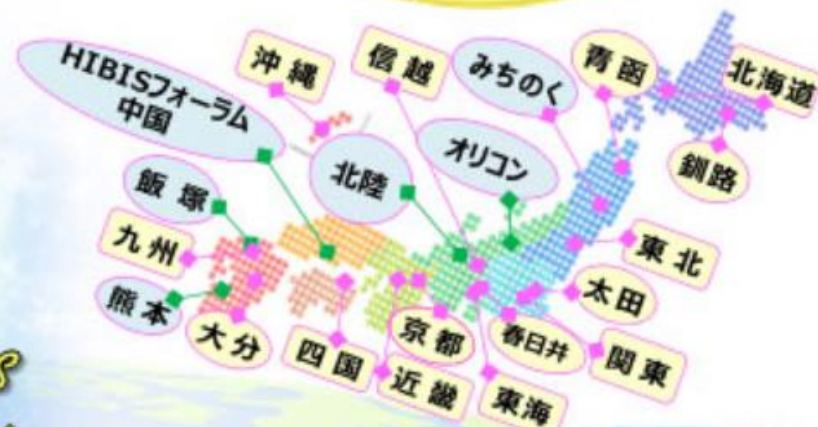 HIBISフォーラム
中国
沖縄
信越
みちのく
青函
北海道
釧路
北陸
オリコン
飯塚
九州
熊本
大分
四国
近畿
京都
東海
春日井
関東
太田
東北